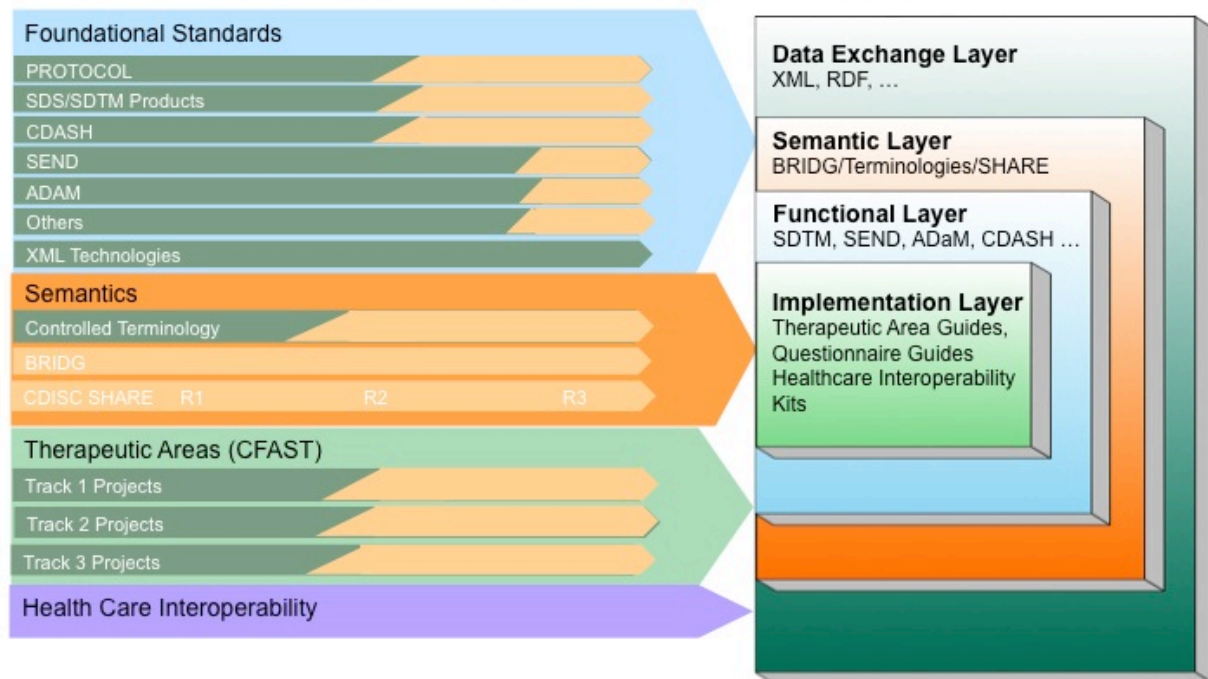 Foundational Standards
PROTOCOL
SDS/SDTM Products
CDASH
SEND
ADAM
Others
XML Technologies
Semantics
Controlled Terminology
BRIDG
CDISC SHARE R1 R2 R3
Therapeutic Areas (CFAST)
Track 1 Projects
Track 2 Projects
Track 3 Projects
Health Care Interoperability
Data Exchange Layer
XML, RDF, ...
Semantic Layer
BRIDG/Terminologies/SHARE
Functional Layer
SDTM, SEND, ADaM, CDASH ...
Implementation Layer
Therapeutic Area Guides,
Questionnaire Guides
Healthcare Interoperability
Kits